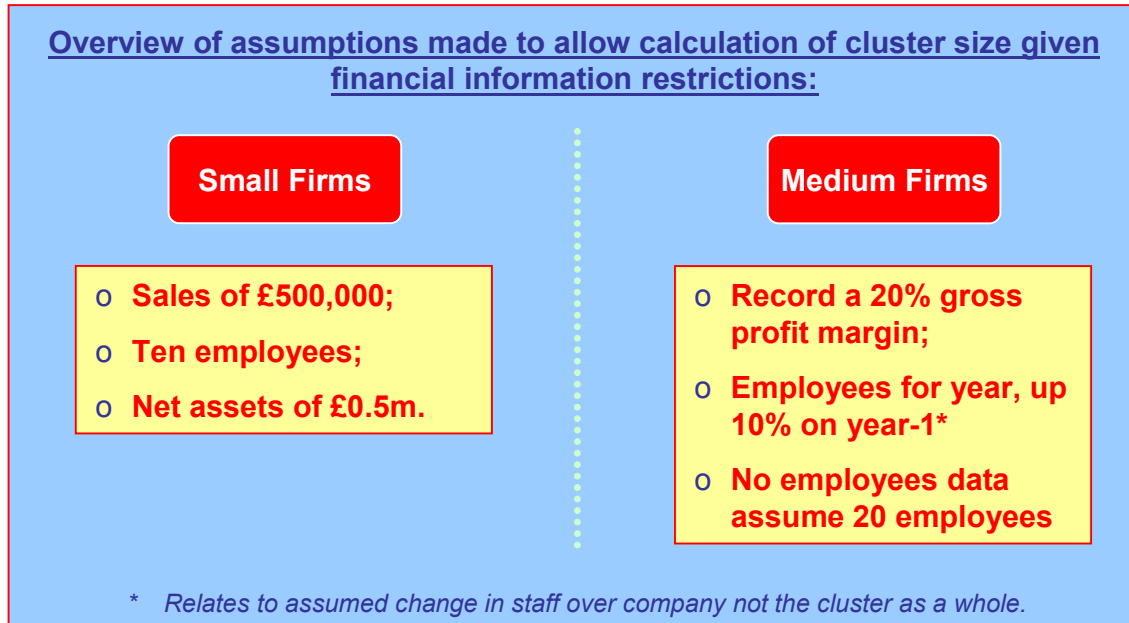 Overview of assumptions made to allow calculation of cluster size given
financial information restrictions:
Small Firms
o Sales of £500,000;
o Ten employees;
o Net assets of £0.5m.
Medium Firms
o Record a 20% gross
profit margin;
o Employees for year, up
10% on year-1*
o No employees data
assume 20 employees
* Relates to assumed change in staff over company not the cluster as a whole.